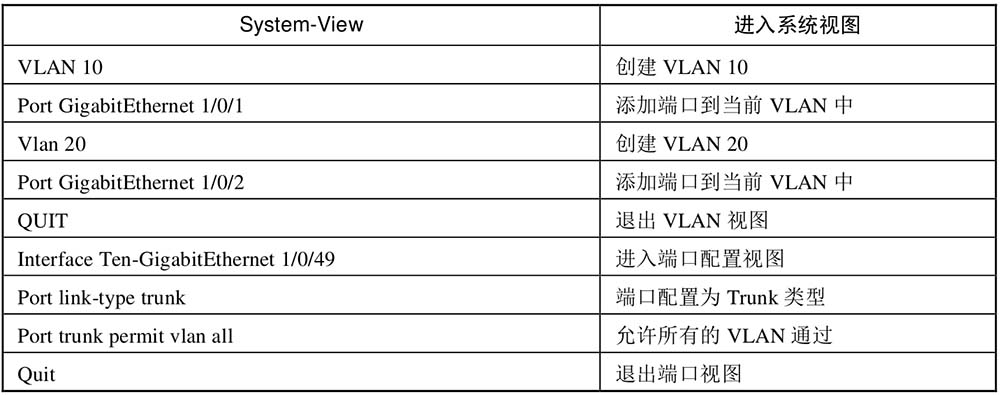 System-View 进入系统视图
VLAN 10 创建 VLAN 10
Port GigabitEthernet 1/0/1 添加端口到当前 VLAN 中
Vlan 20 创建 VLAN 20
Port GigabitEthernet 1/0/2 添加端口到当前 VLAN 中
QUIT 退出 VLAN 视图
Interface Ten-GigabitEthernet 1/0/49 进入端口配置视图
Port link-type trunk 端口配置为 Trunk 类型
Port trunk permit vlan all 允许所有的 VLAN 通过
Quit 退出端口视图